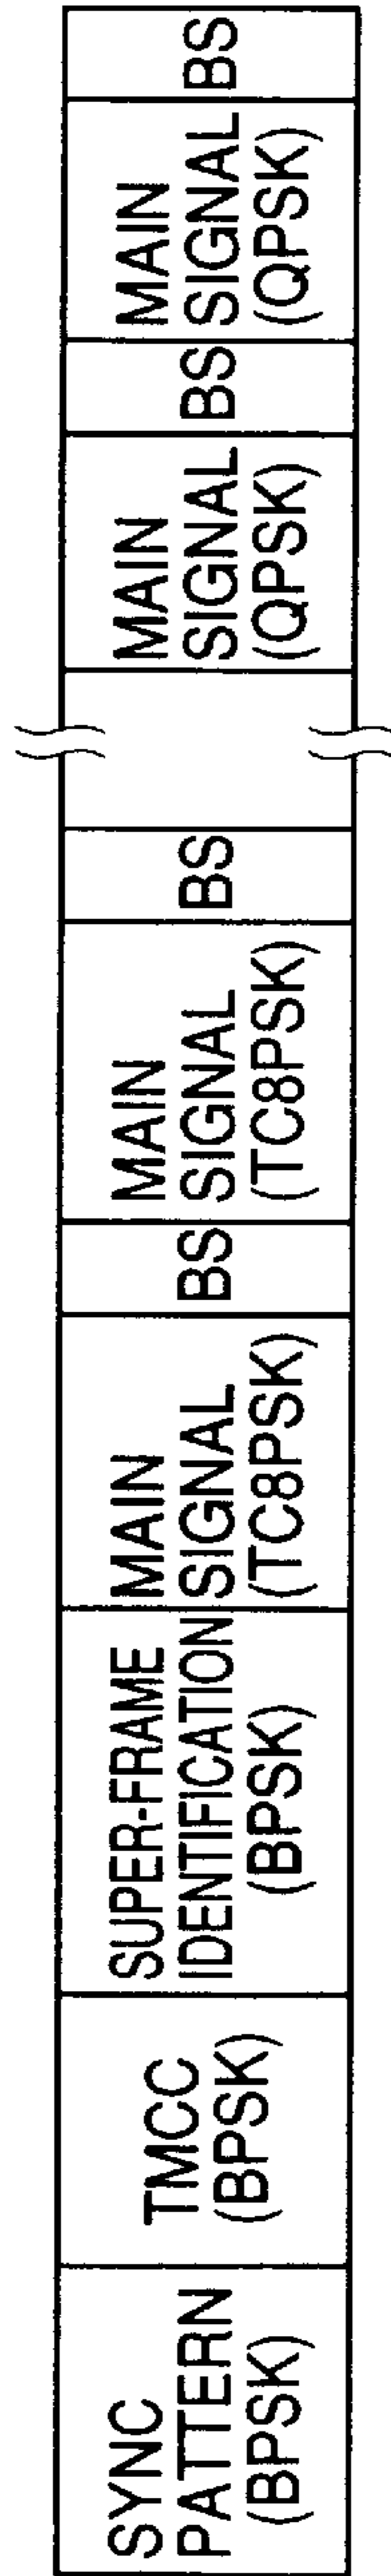 SYNC
PATTERN
(BPSK)
TMCC
(BPSK)
SUPER-FRAME
IDENTIFICATION
(BPSK)
MAIN
SIGNAL
(TC8PSK)
BS
MAIN
SIGNAL
(TC8PSK)
BS
MAIN
SIGNAL
(QPSK)
BS
MAIN
SIGNAL
(QPSK)
BS